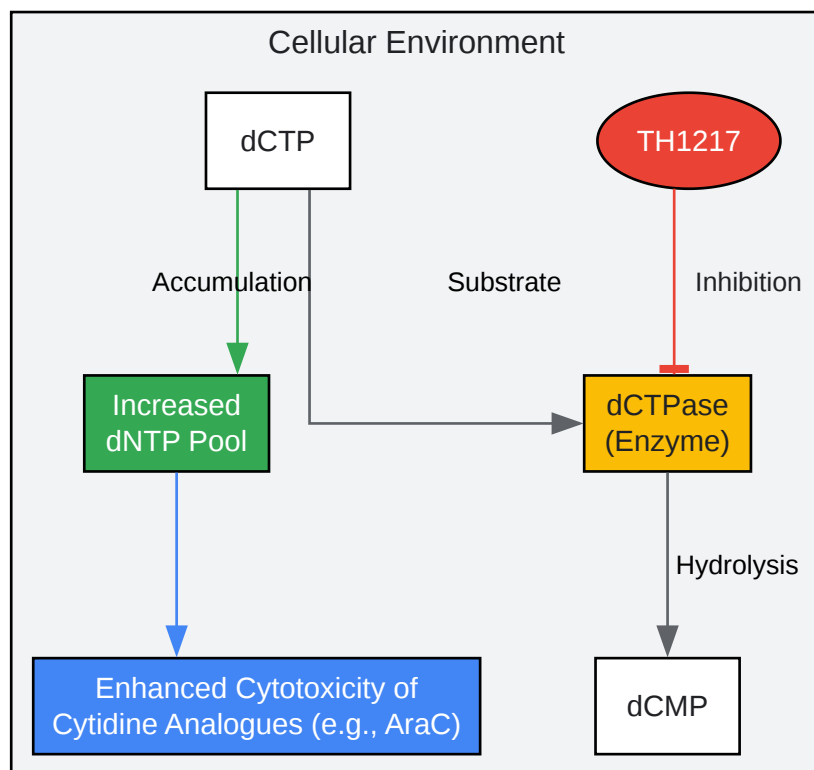 Cellular Environment
dCTP
TH1217
Accumulation
Substrate
Inhibition
Increased
dNTP Pool
dCTPase
(Enzyme)
Hydrolysis
Enhanced Cytotoxicity of
Cytidine Analogues (e.g., AraC)
dCMP